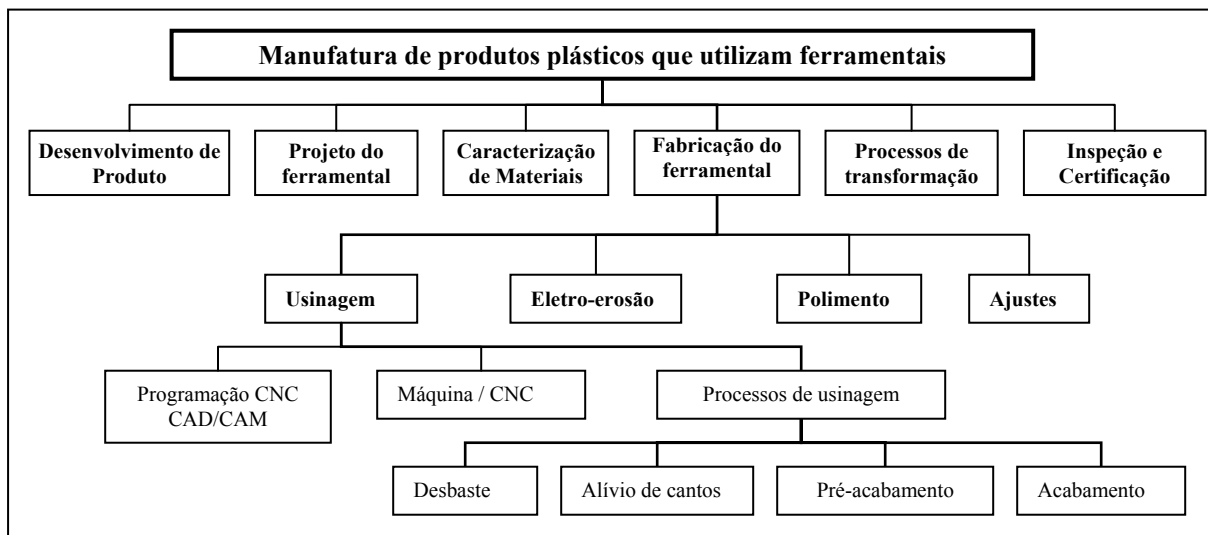 Manufatura de produtos plásticos que utilizam ferramentais
Desenvolvimento de
Produto
Projeto do
ferramental
Caracterização
de Materiais
Fabricação do
ferramental
Processos de
transformação
Inspeção e
Certificação
Usinagem
Eletro-erosão
Polimento
Ajustes
Programação CNC
CAD/CAM
Máquina / CNC
Processos de usinagem
Desbaste
Alívio de cantos
Pré-acabamento
Acabamento